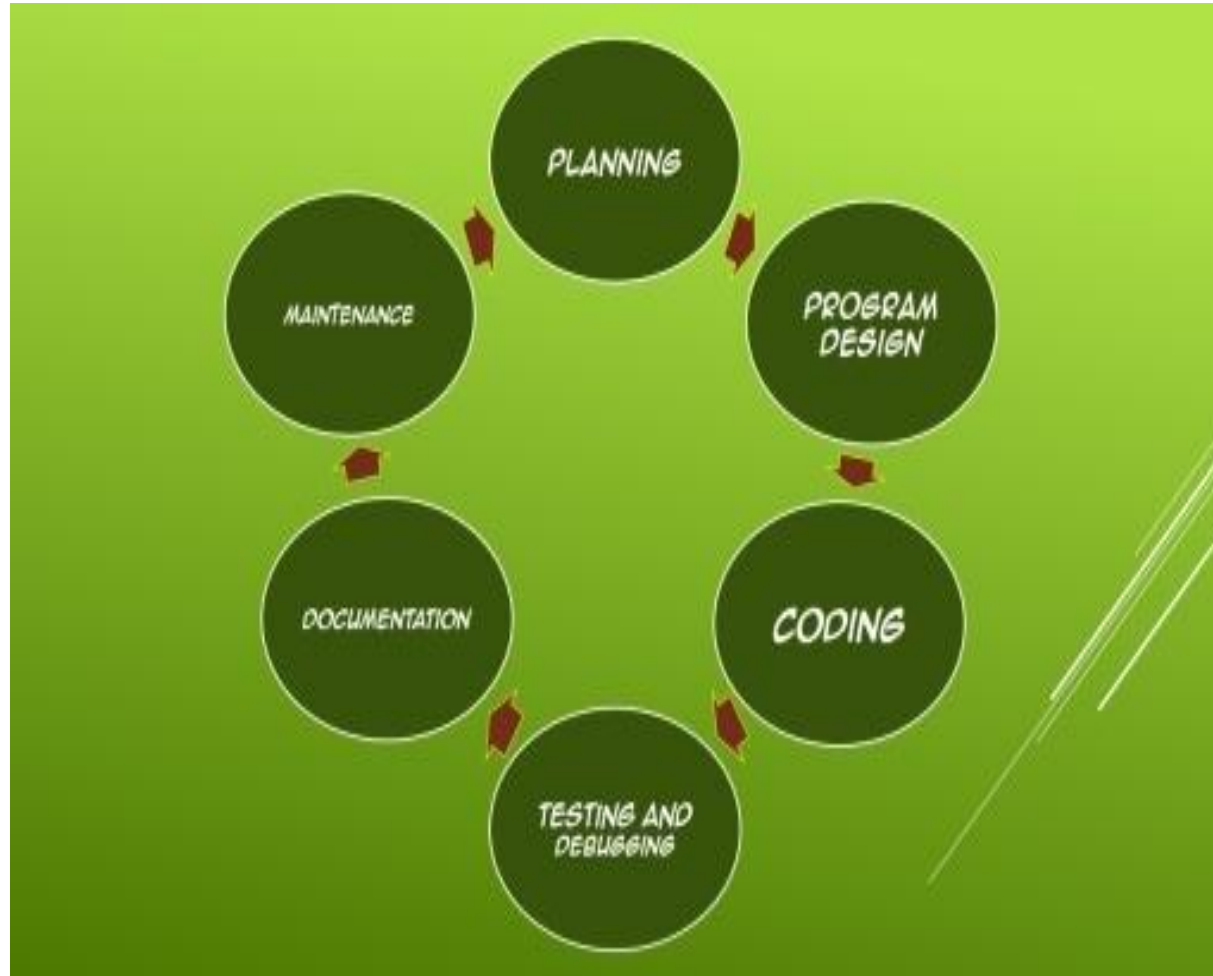 PLANNING
PROGRAM
DESIGN
CODING
TESTING AND
DEBUGGING
DOCUMENTATION
MAINTENANCE